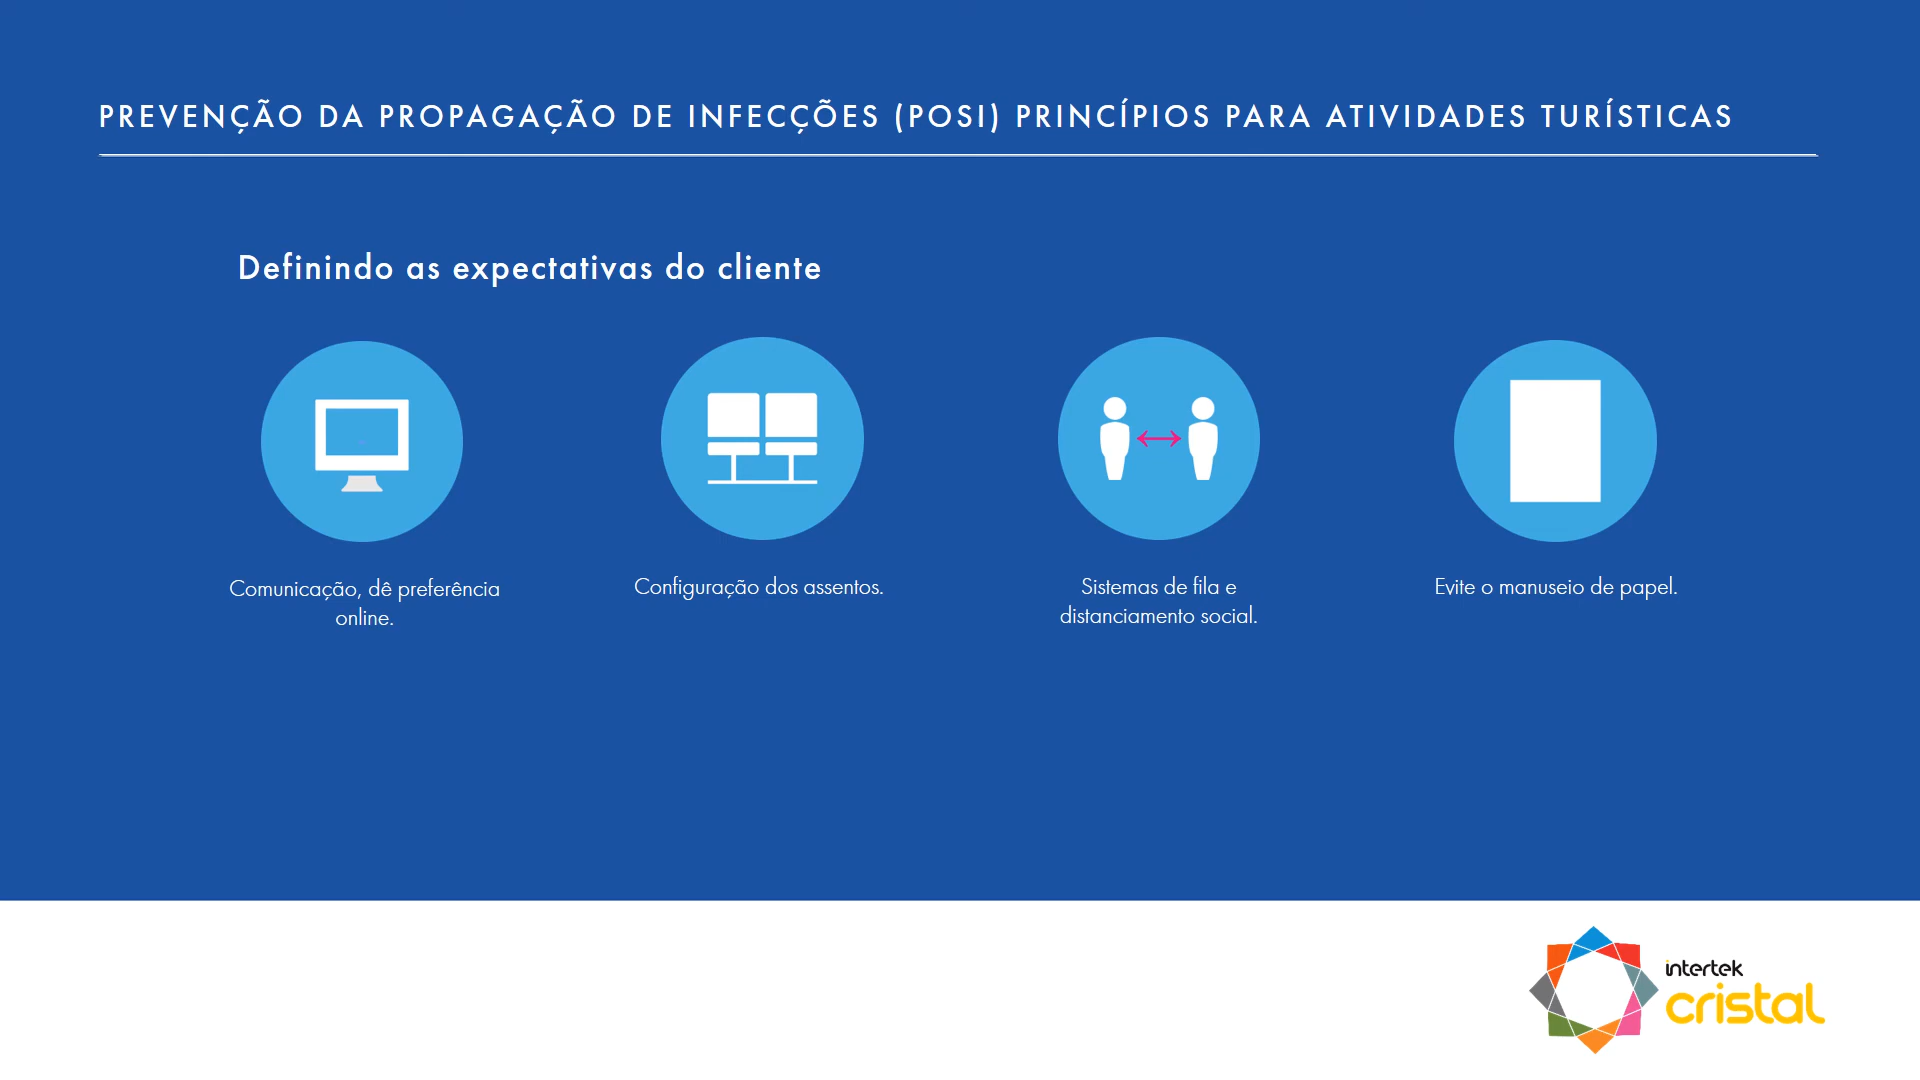 PREVENÇÃO DA PROPAGAÇÃO DE INFECÇÕES (POSI) PRINCÍPIOS PARA ATIVIDADES TURÍSTICAS
Definindo as expectativas do cliente
Comunicação, dê preferência
online.
Configuração dos assentos.
Sistemas de fila e
distanciamento social.
Evite o manuseio de papel.
intertek
cristal